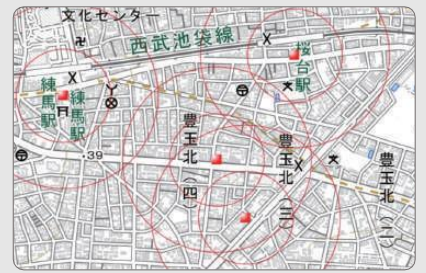 文化センター
西武池袋線
桜台駅
練馬駅
練馬駅
・39
豊玉北（四）
豊玉北（三）
豊玉北（二）